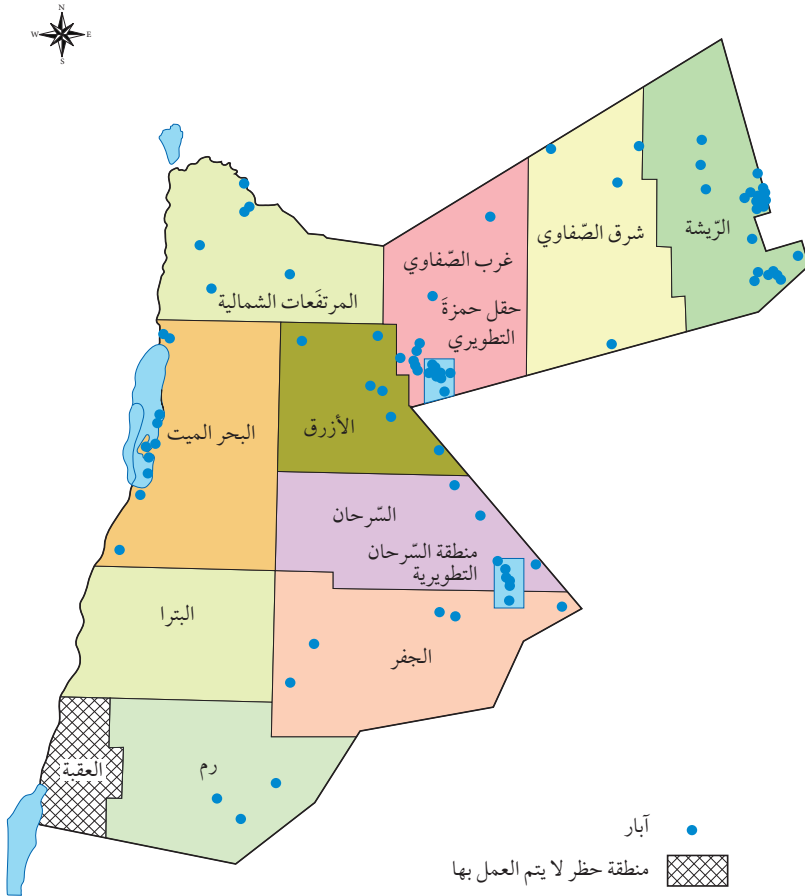 N
W E
S
الرّيشة
شرق الصّفاوي
غرب الصّفاوي
حقل حمزةَ
التطويري
المرتفَعات الشمالية
الأزرق
البحر الميت
السّرحان
منطقة السّرحان
التطويرية
البترا
الجفر
رم
العقبة
آبار
منطقة حظر لا يتم العمل بها